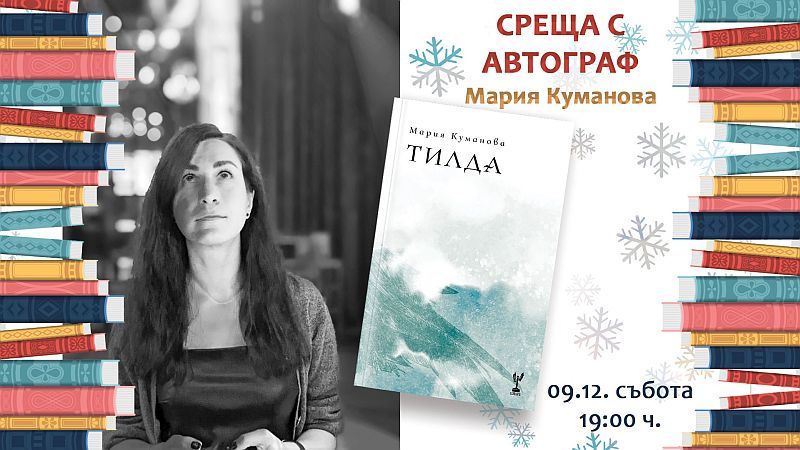 СРЕЩА С
АВТОГРАФ
Мария Куманова
Мария Куманова
ТИЛДА
09.12. събота
19:00 ч.